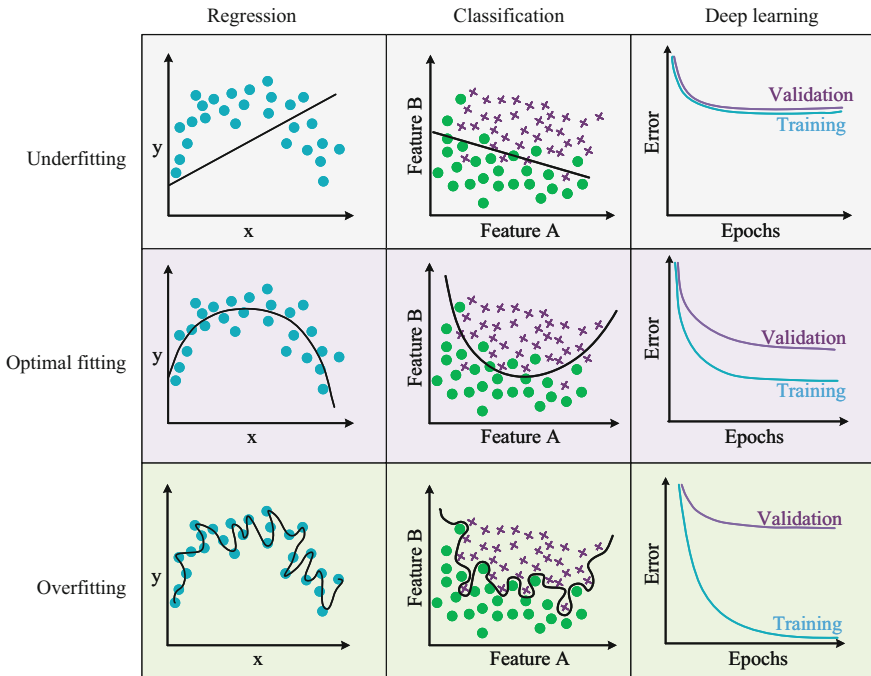 Regression
Classification
Deep learning
Underfitting
y
x
Feature B
Feature A
Error
Validation
Training
Epochs
Optimal fitting
y
x
Feature B
Feature A
Error
Validation
Training
Epochs
Overfitting
y
x
Feature B
Feature A
Error
Validation
Training
Epochs